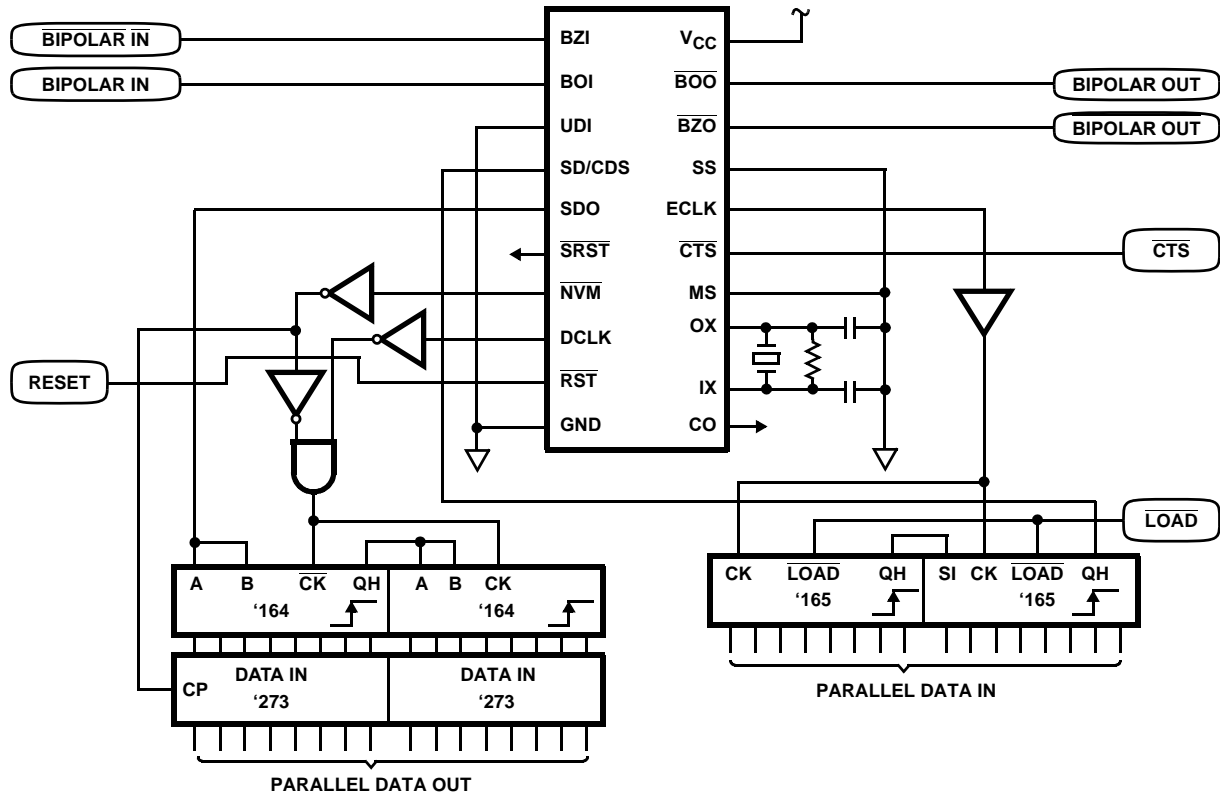 BIPOLAR IN
BIPOLAR IN
RESET
BZI
BOI
UDI
SD/CDS
SDO
SRST
NVM
DCLK
RST
GND
VCC
BOO
BZO
SS
ECLK
CTS
MS
OX
IX
CO
BIPOLAR OUT
BIPOLAR OUT
CTS
LOAD
A B CK QH A B CK
‘164 ‘164
CP DATA IN DATA IN
‘273 ‘273
PARALLEL DATA OUT
CK LOAD QH SI CK LOAD QH
‘165 ‘165
PARALLEL DATA IN